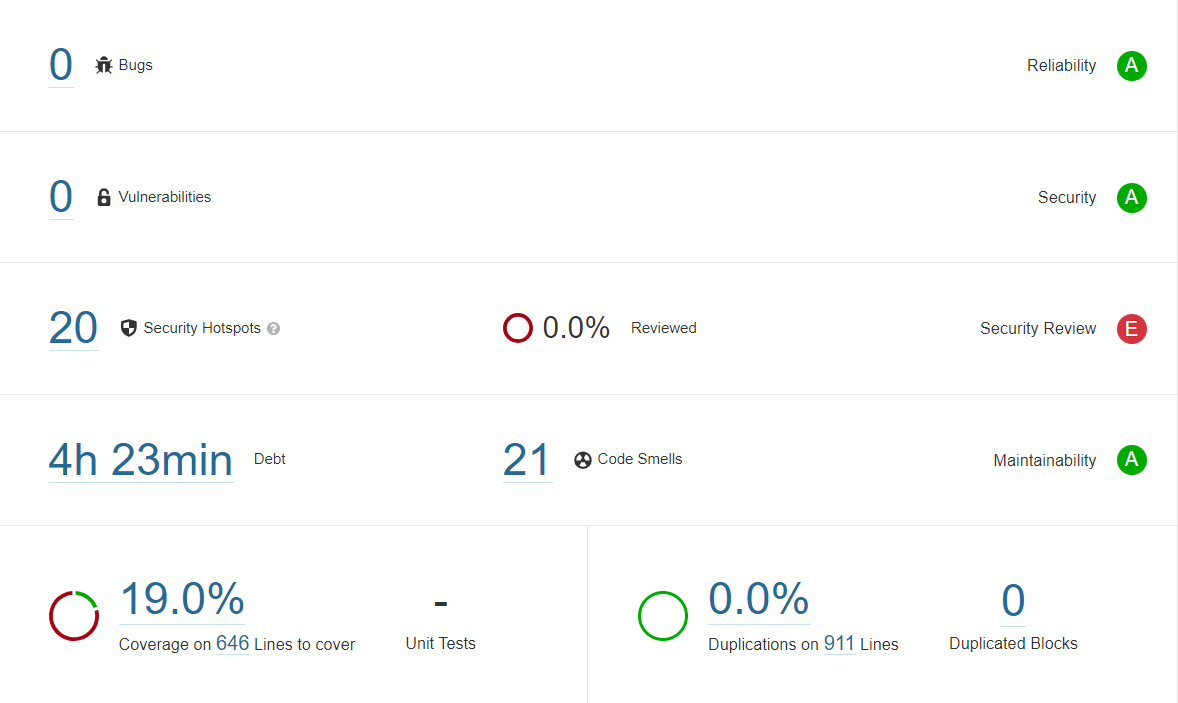 0 Bugs Reliability A
0 Vulnerabilities Security A
20 Security Hotspots ? 0.0% Reviewed Security Review E
4h 23min Debt 21 Code Smells Maintainability A
19.0% - 0.0% 0
Coverage on 646 Lines to cover Unit Tests Duplications on 911 Lines Duplicated Blocks